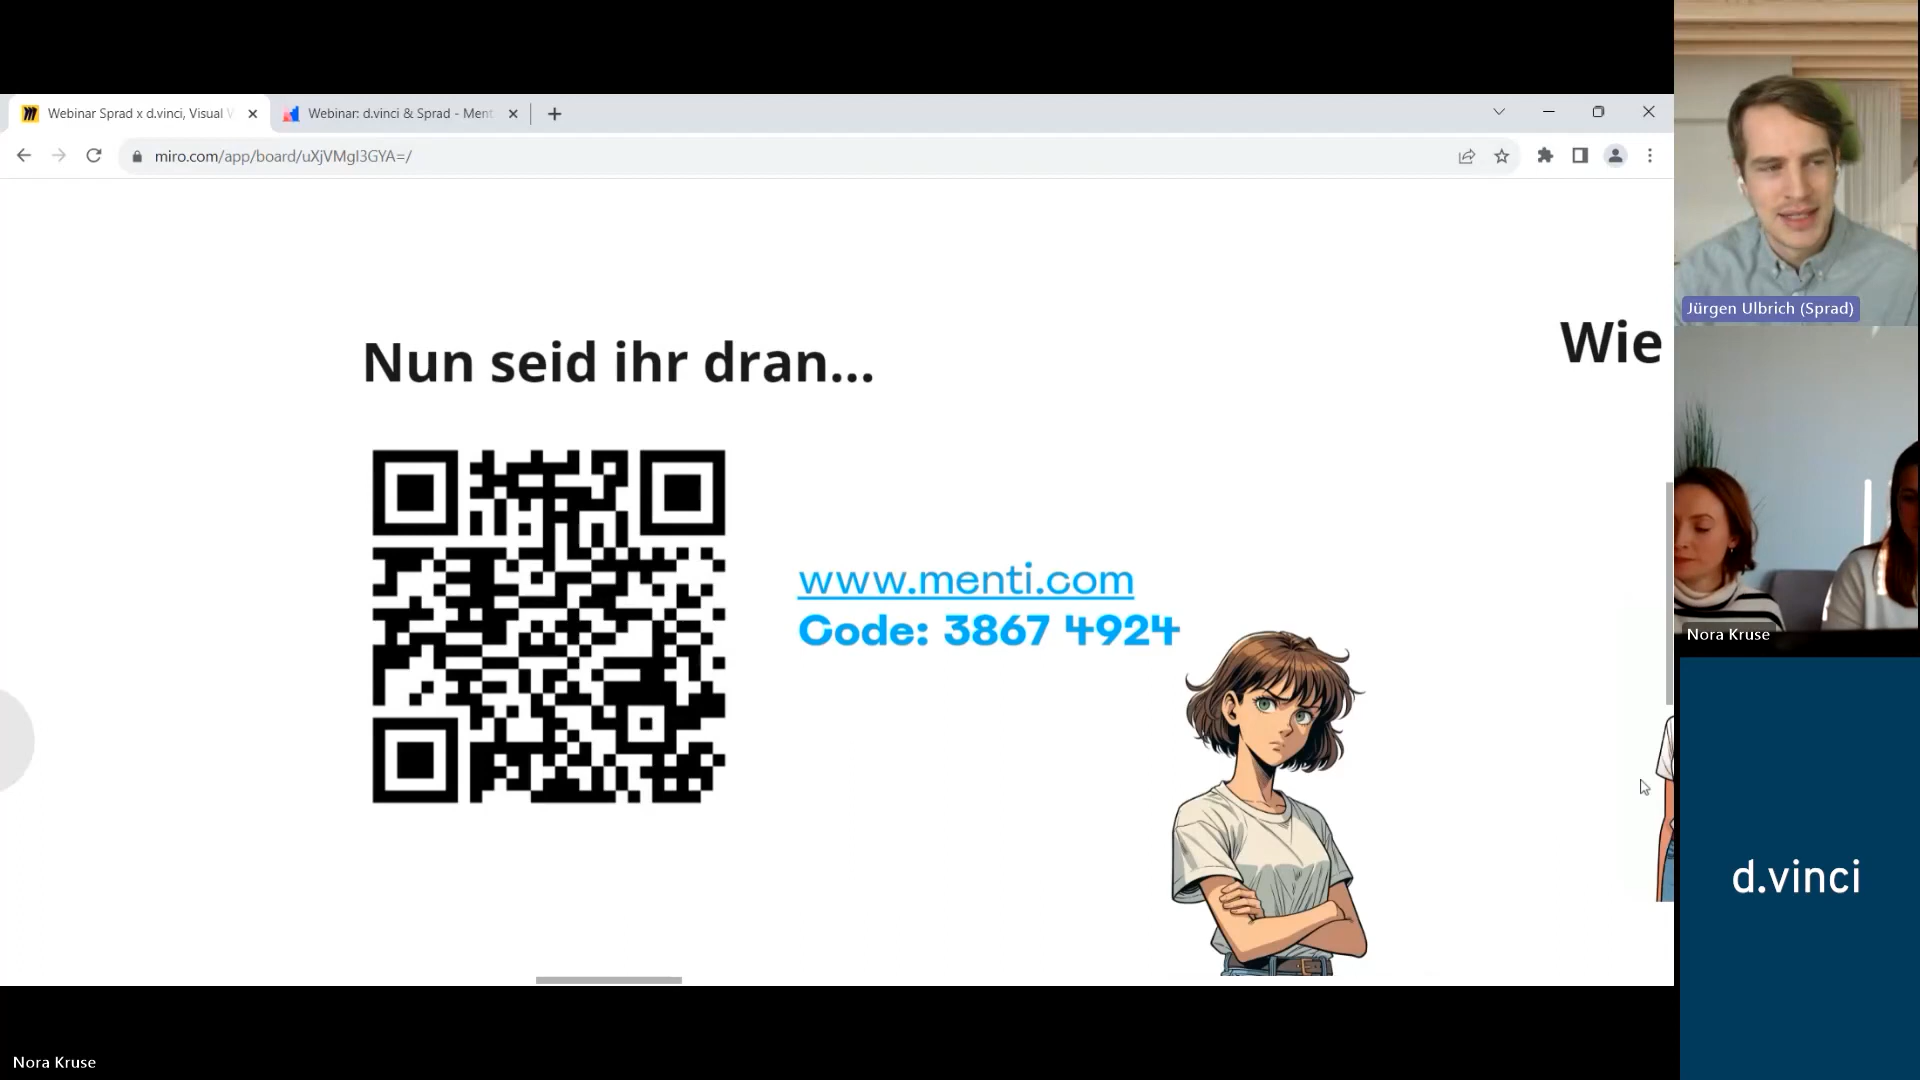 Webinar Sprad x d.vinci, Visual
Webinar: d.vinci & Sprad - Ment
miro.com/app/board/uXjVMgI3GYA=/
Nun seid ihr dran...
Wie
www.menti.com
Code: 3867 4924
Jürgen Ulbrich (Sprad)
Nora Kruse
d.vinci
Nora Kruse